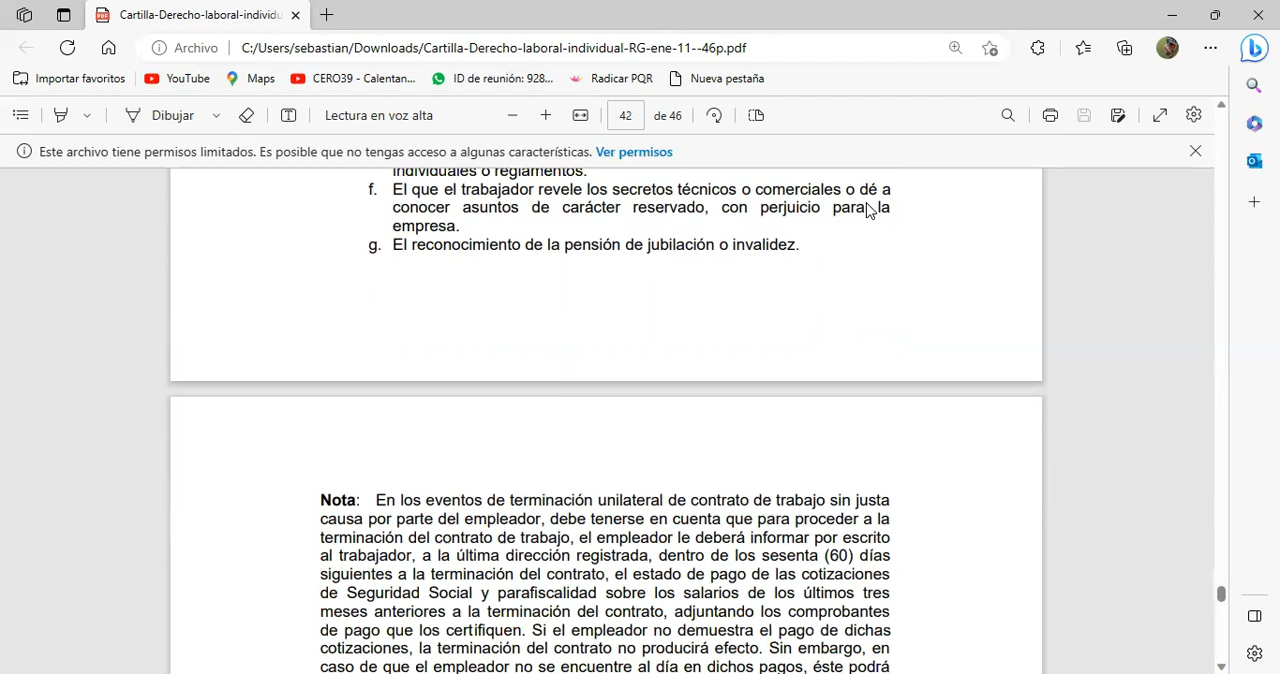 Cartilla-Derecho-laboral-individu
Archivo
C:/Users/sebastian/Downloads/Cartilla-Derecho-laboral-individual-RG-ene-11--46p.pdf
Importar favoritos
YouTube
Maps
CERO39 - Calentan...
ID de reunión: 928...
Radicar PQR
Nueva pestaña
Dibujar
Lectura en voz alta
42
de 46
Este archivo tiene permisos limitados. Es posible que no tengas acceso a algunas características. Ver permisos
individuales o reglamentos.
f. El que el trabajador revele los secretos técnicos o comerciales o dé a
conocer asuntos de carácter reservado, con perjuicio para la
empresa.
g. El reconocimiento de la pensión de jubilación o invalidez.
Nota: En los eventos de terminación unilateral de contrato de trabajo sin justa
causa por parte del empleador, debe tenerse en cuenta que para proceder a la
terminación del contrato de trabajo, el empleador le deberá informar por escrito
al trabajador, a la última dirección registrada, dentro de los sesenta (60) días
siguientes a la terminación del contrato, el estado de pago de las cotizaciones
de Seguridad Social y parafiscalidad sobre los salarios de los últimos tres
meses anteriores a la terminación del contrato, adjuntando los comprobantes
de pago que los certifiquen. Si el empleador no demuestra el pago de dichas
cotizaciones, la terminación del contrato no producirá efecto. Sin embargo, en
caso de que el empleador no se encuentre al día en dichos pagos, éste podrá